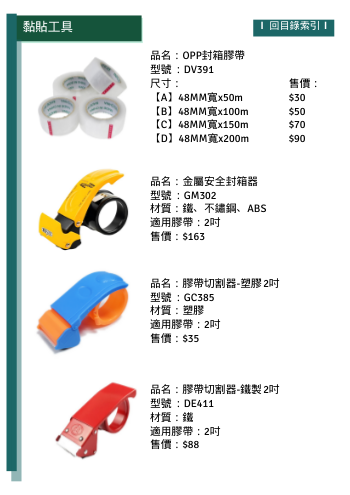 黏貼工具
I 回目錄索引 I
品名：OPP封箱膠帶
型號：DV391
尺寸： 售價：
【A】48MM寬x50m $30
【B】48MM寬x100m $50
【C】48MM寬x150m $70
【D】48MM寬x200m $90
品名：金屬安全封箱器
型號：GM302
材質：鐵、不鏽鋼、ABS
適用膠帶：2吋
售價：$163
品名：膠帶切割器-塑膠2吋
型號：GC385
材質：塑膠
適用膠帶：2吋
售價：$35
品名：膠帶切割器-鐵製2吋
型號：DE411
材質：鐵
適用膠帶：2吋
售價：$88